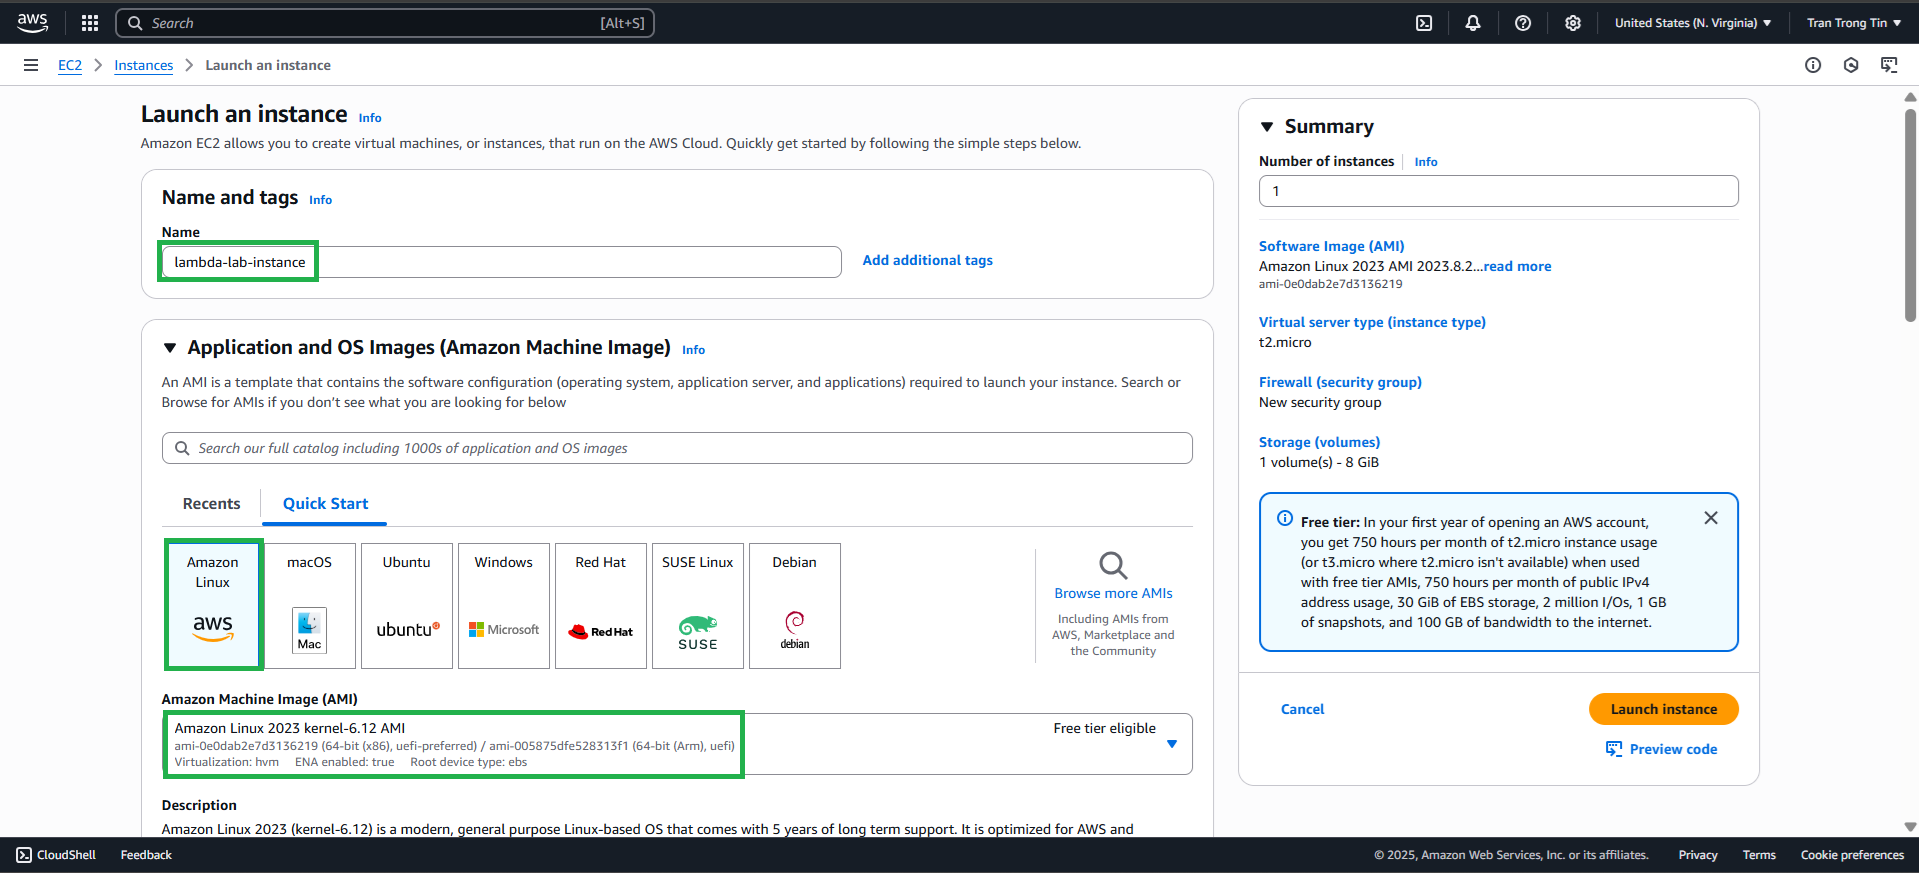 aws
Search [Alt+S]
United States (N. Virginia)
Tran Trong Tin
EC2
Instances
Launch an instance
Launch an instance Info
Amazon EC2 allows you to create virtual machines, or instances, that run on the AWS Cloud. Quickly get started by following the simple steps below.
Name and tags Info
Name
lambda-lab-instance
Add additional tags
Application and OS Images (Amazon Machine Image) Info
An AMI is a template that contains the software configuration (operating system, application server, and applications) required to launch your instance. Search or
Browse for AMIs if you don’t see what you are looking for below
Search our full catalog including 1000s of application and OS images
Recents
Quick Start
Amazon
Linux
aws
macOS
Mac
Ubuntu
ubuntu
Windows
Microsoft
Red Hat
Red Hat
SUSE Linux
SUSE
Debian
debian
Browse more AMIs
Including AMIs from
AWS, Marketplace and
the Community
Amazon Machine Image (AMI)
Amazon Linux 2023 kernel-6.12 AMI
Free tier eligible
ami-0e0dab2e7d3136219 (64-bit (x86), uefi-preferred) / ami-005875dfe528313f1 (64-bit (Arm), uefi)
Virtualization: hvm ENA enabled: true Root device type: ebs
Description
Amazon Linux 2023 (kernel-6.12) is a modern, general purpose Linux-based OS that comes with 5 years of long term support. It is optimized for AWS and
Summary
Number of instances Info
1
Software Image (AMI)
Amazon Linux 2023 AMI 2023.8.2...read more
ami-0e0dab2e7d3136219
Virtual server type (instance type)
t2.micro
Firewall (security group)
New security group
Storage (volumes)
1 volume(s) - 8 GiB
Free tier: In your first year of opening an AWS account,
you get 750 hours per month of t2.micro instance usage
(or t3.micro where t2.micro isn't available) when used
with free tier AMIs, 750 hours per month of public IPv4
address usage, 30 GiB of EBS storage, 2 million I/Os, 1 GB
of snapshots, and 100 GB of bandwidth to the internet.
Cancel
Launch instance
Preview code
CloudShell
Feedback
© 2025, Amazon Web Services, Inc. or its affiliates.
Privacy
Terms
Cookie preferences